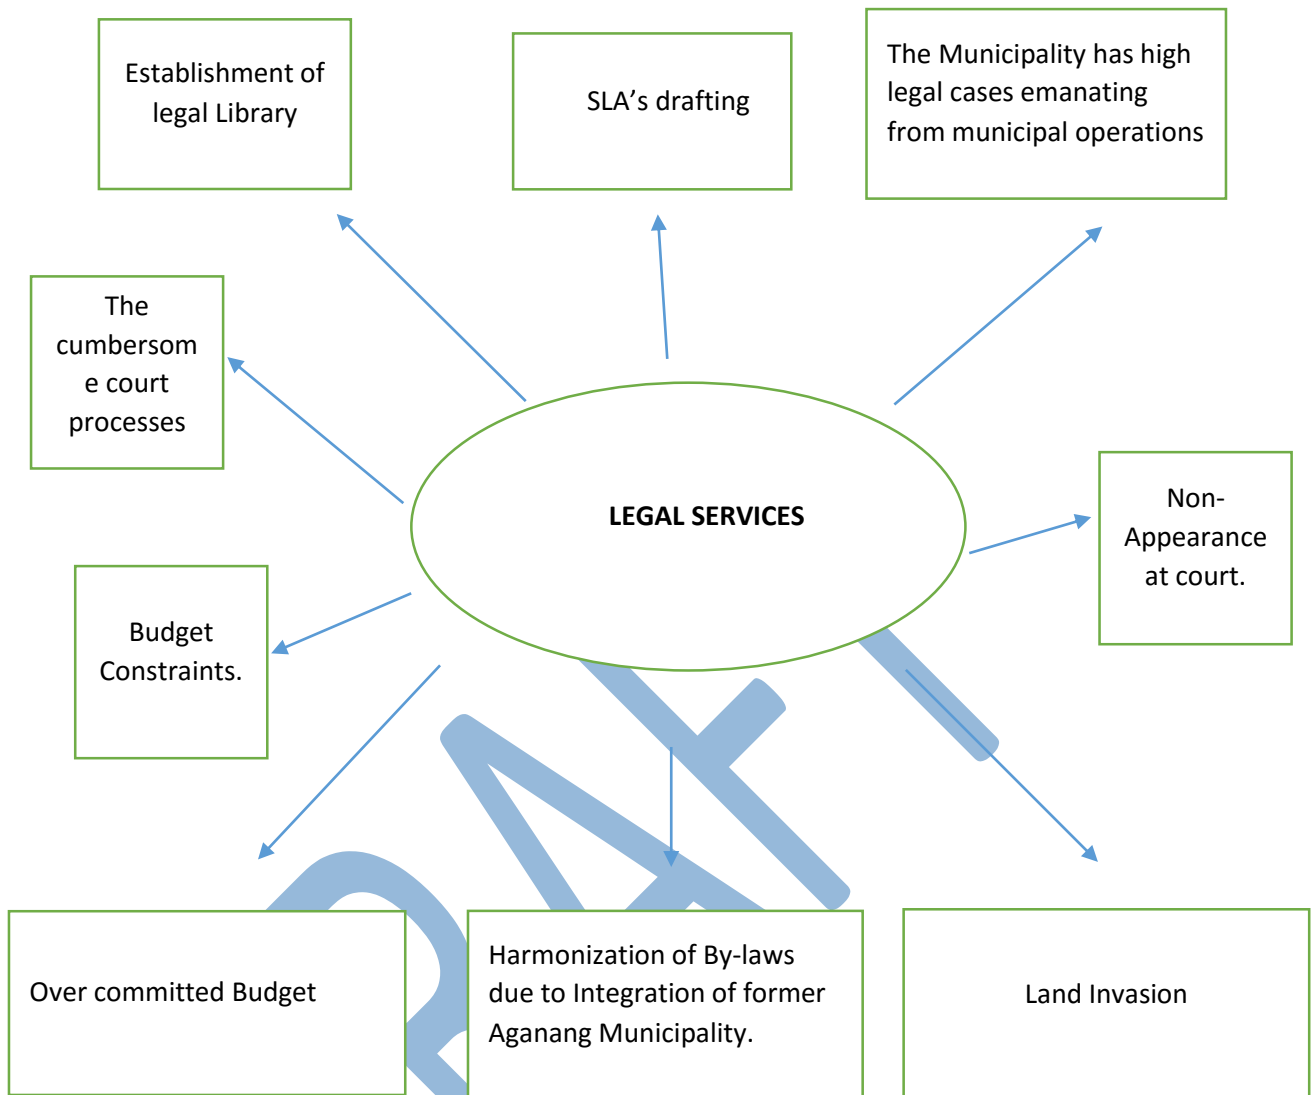 Establishment of
legal Library
SLA's drafting
The Municipality has high
legal cases emanating
from municipal operations
The
cumbersom
e court
processes
LEGAL SERVICES
Non-
Appearance
at court.
Budget
Constraints.
Over committed Budget
Harmonization of By-laws
due to Integration of former
Aganang Municipality.
Land Invasion
DRAFT